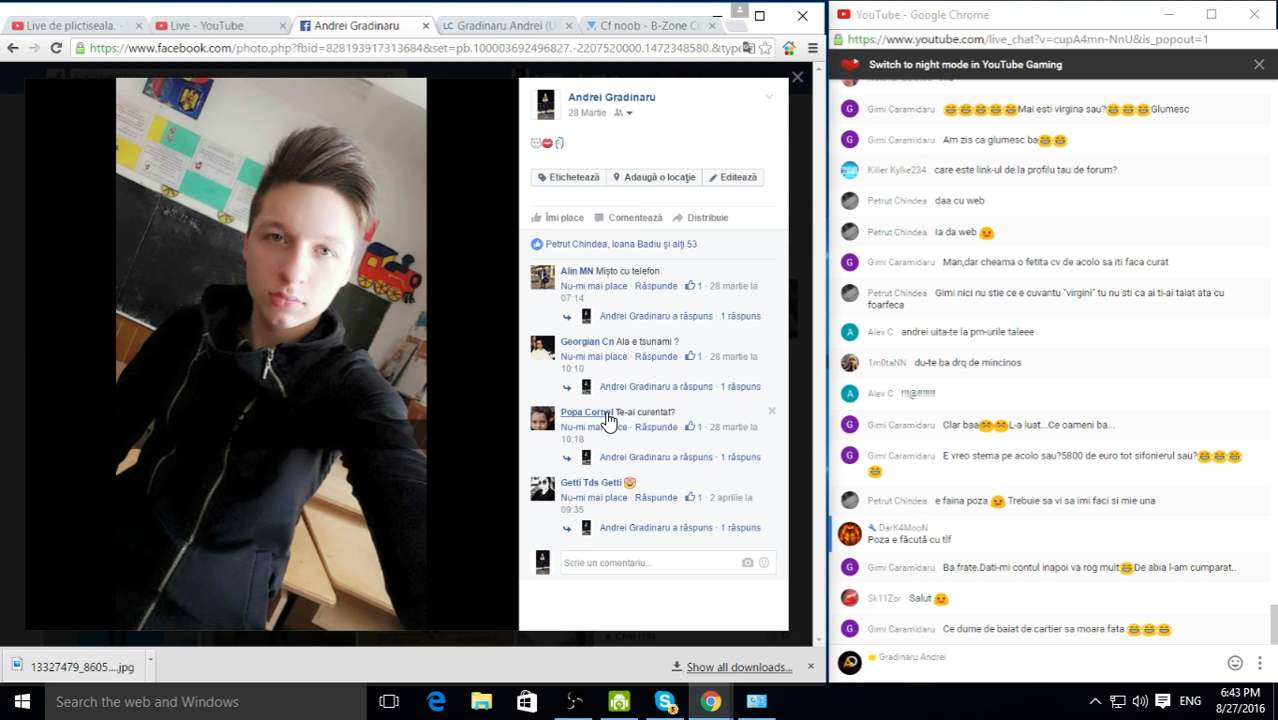 Live de plictiseala. -
Live - YouTube
Andrei Gradinaru
Gradinaru Andrei (U
Cf noob - B-Zone Co
https://www.facebook.com/photo.php?fbid=828193917313684&set=pb.100003692496827.-2207520000.1472348580.&type
Andrei Gradinaru
28 Martie
Etichetează
Adaugă o locaţie
Editează
Îmi place
Comentează
Distribuie
Petrut Chindea, Ioana Badiu şi alţi 53
Alin MN Mişto cu telefon
Nu-mi mai place · Răspunde · 1 · 28 martie la
07:14
Andrei Gradinaru a răspuns · 1 răspuns
Georgian Cn Ala e tsunami ?
Nu-mi mai place · Răspunde · 1 · 28 martie la
10:10
Andrei Gradinaru a răspuns · 1 răspuns
Popa Cornel Te-ai curentat?
Nu-mi mai place · Răspunde · 1 · 28 martie la
10:18
Andrei Gradinaru a răspuns · 1 răspuns
Getti Tds Getti
Nu-mi mai place · Răspunde · 1 · 2 aprilie la
09:35
Andrei Gradinaru a răspuns · 1 răspuns
Scrie un comentariu...
Chat (18)
13327479_8605....jpg
Show all downloads...
YouTube - Google Chrome
https://www.youtube.com/live_chat?v=cupA4mn-NnU&is_popout=1
Switch to night mode in YouTube Gaming
Gimi Caramidaru 😂😂😂😂😂Mai esti virgina sau?😂😂😂Glumesc
Gimi Caramidaru Am zis ca glumesc ba😂😂
Killer Kylke234 care este link-ul de la profilu tau de forum?
Petrut Chindea daa cu web
Petrut Chindea Ia da web
Gimi Caramidaru Man,dar cheama o fetita cv de acolo sa iti faca curat
Petrut Chindea Gimi nici nu stie ce e cuvantu "virgini" tu nu sti ca ai ti-ai taiat ata cu
foarfeca
Alex C andrei uita-te la pm-urile taleee
1m0taNN du-te ba drq de mincinos
Alex C !!!@!!!!!!!!
Gimi Caramidaru Clar baa L-a luat...Ce oameni ba...
Gimi Caramidaru E vreo stema pe acolo sau?5800 de euro tot sifonierul sau?😂😂😂
😂
Petrut Chindea e faina poza Trebuie sa vi sa imi faci si mie una
DarK4MooN
Poza e făcută cu tlf
Gimi Caramidaru Ba frate.Dati-mi contul inapoi va rog mult😂De abia l-am cumparat..
Sk11Zor Salut
Gimi Caramidaru Ce dume de baiat de cartier sa moara fata 😂😂😂
Gradinaru Andrei
Search the web and Windows
ENG
6:43 PM
8/27/2016